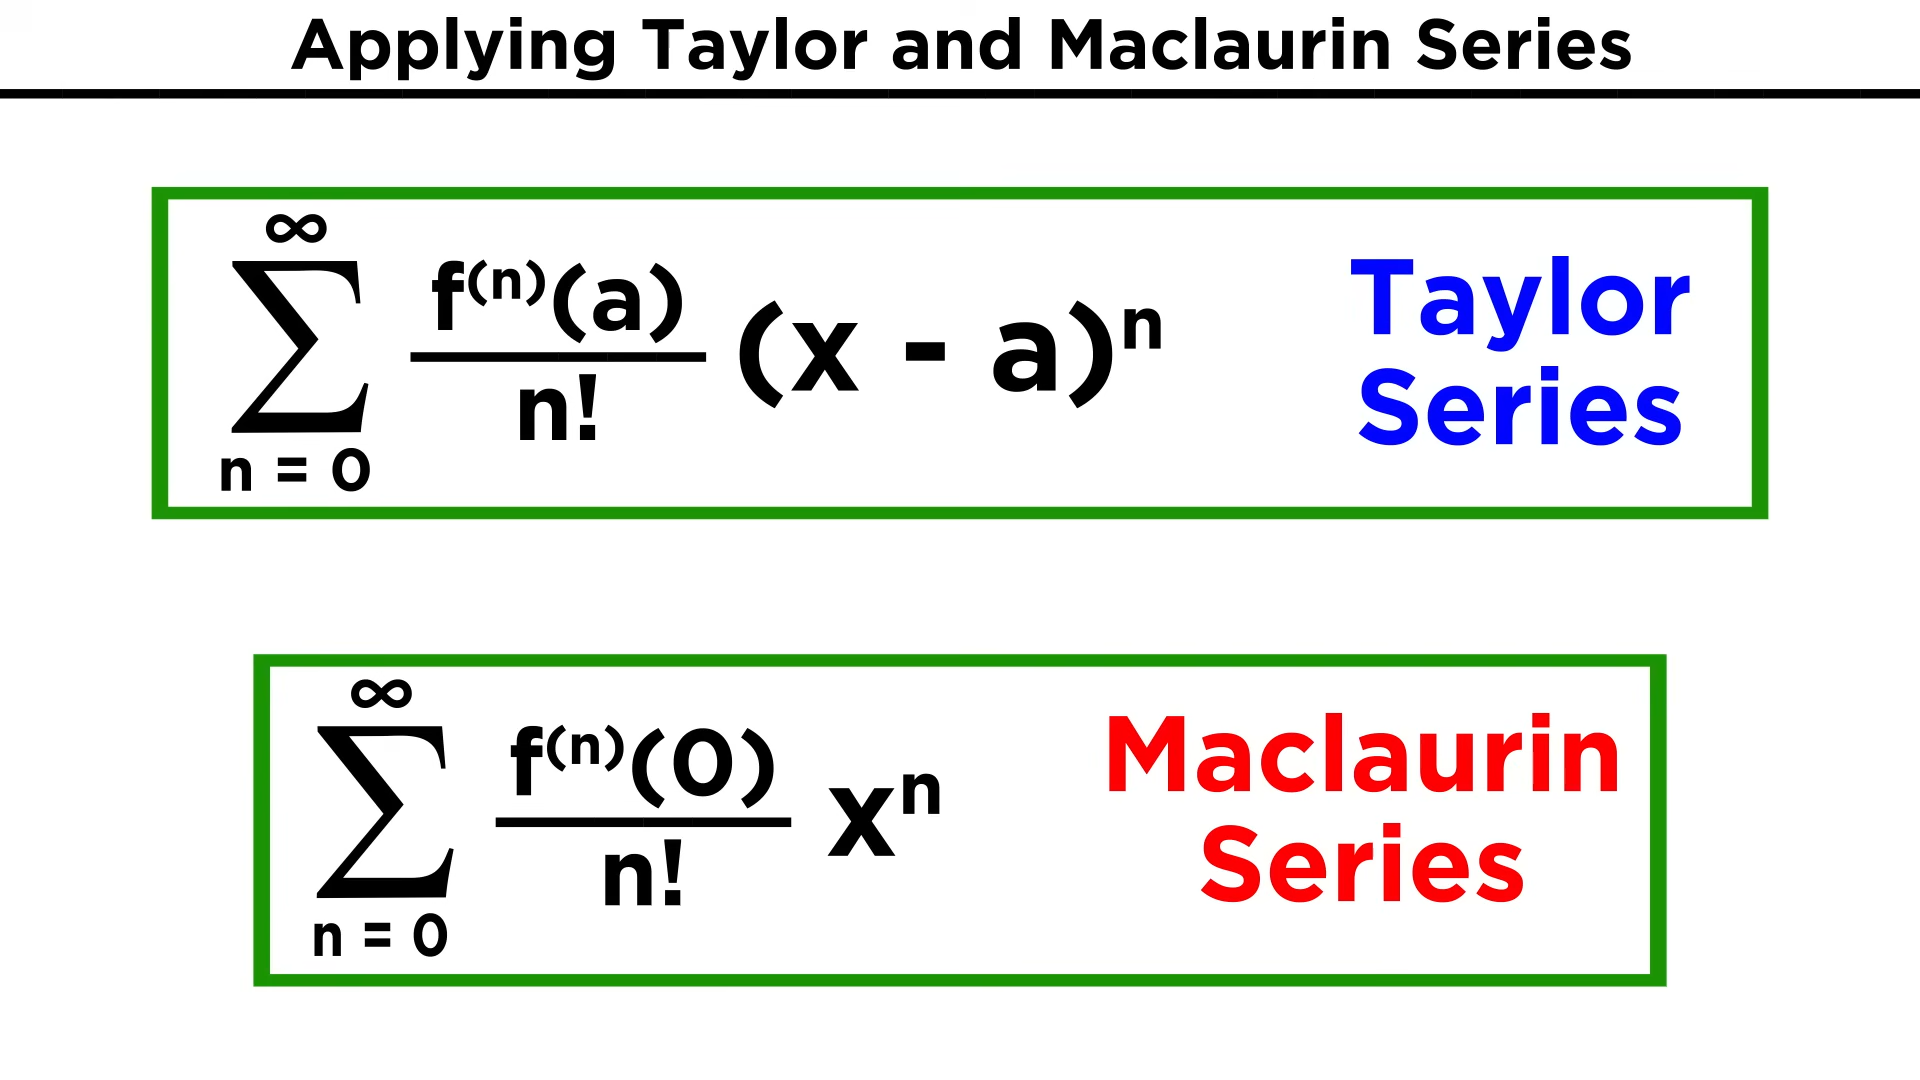 Applying Taylor and Maclaurin Series
∞
∑ f⁽ⁿ⁾(a) / n! (x - a)ⁿ
n = 0
Taylor
Series
∞
∑ f⁽ⁿ⁾(0) / n! xⁿ
n = 0
Maclaurin
Series